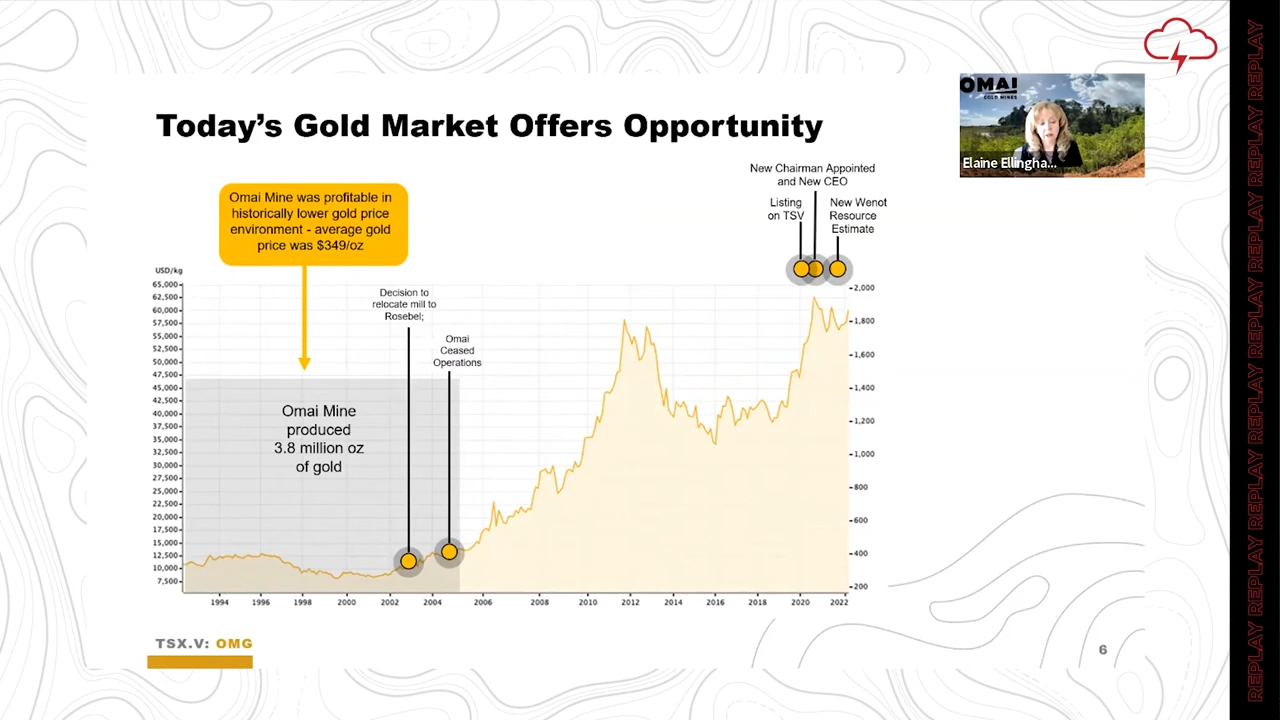 Today's Gold Market Offers Opportunity
OMAI
GOLD MINES
Elaine Ellingha...
New Chairman Appointed
and New CEO
Listing
on TSV
New Wenot
Resource
Estimate
Omai Mine was profitable in
historically lower gold price
environment - average gold
price was $349/oz
Decision to
relocate mill to
Rosebel;
Omai
Ceased
Operations
Omai Mine
produced
3.8 million oz
of gold
USD/kg
65,000
62,500
60,000
57,500
55,000
52,500
50,000
47,500
45,000
42,500
40,000
37,500
35,000
32,500
30,000
27,500
25,000
22,500
20,000
17,500
15,000
12,500
10,000
7,500
2,000
1,800
1,600
1,400
1,200
1,000
800
600
400
200
1994 1996 1998 2000 2002 2004 2006 2008 2010 2012 2014 2016 2018 2020 2022
TSX.V: OMG
6
REPLAY REPLAY REPLAY REPLAY REPLAY REPLAY REPLAY REPLAY